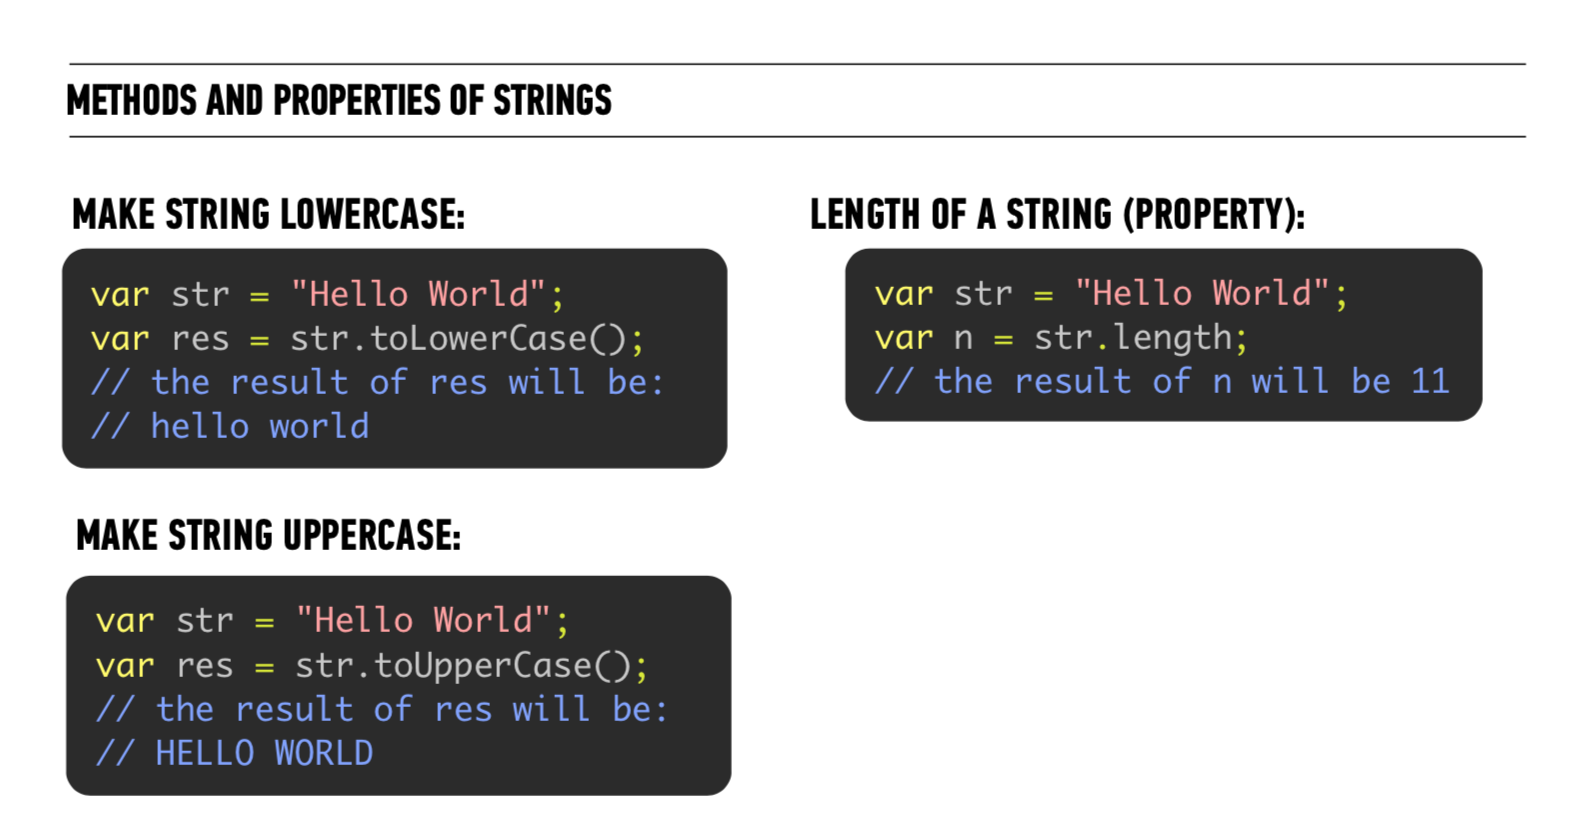 METHODS AND PROPERTIES OF STRINGS
MAKE STRING LOWERCASE:
var str = "Hello World";
var res = str.toLowerCase();
// the result of res will be:
// hello world
MAKE STRING UPPERCASE:
var str = "Hello World";
var res = str.toUpperCase();
// the result of res will be:
// HELLO WORLD
LENGTH OF A STRING (PROPERTY):
var str = "Hello World";
var n = str.length;
// the result of n will be 11